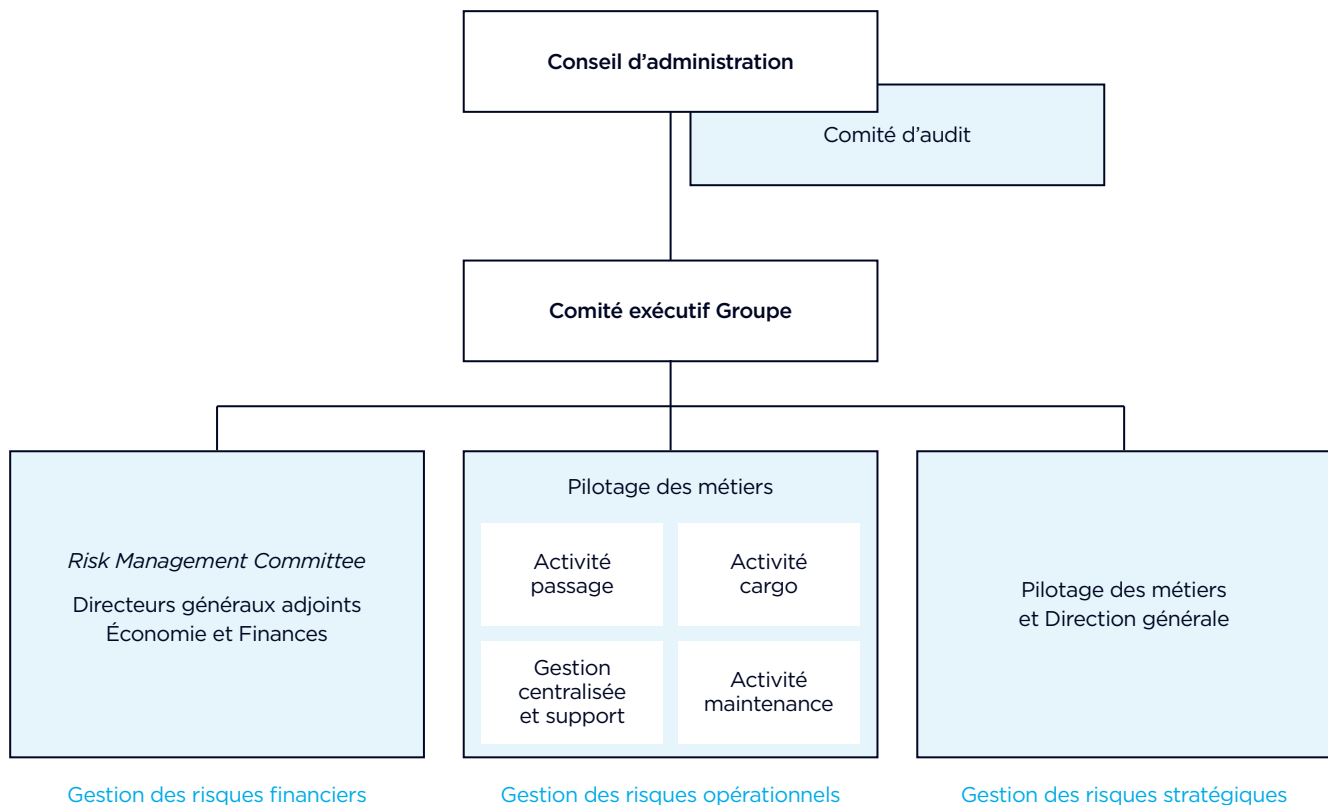 Conseil d’administration
Comité d’audit
Comité exécutif Groupe
Risk Management Committee
Directeurs généraux adjoints
Économie et Finances
Pilotage des métiers
Activité
passage
Activité
cargo
Gestion
centralisée
et support
Activité
maintenance
Pilotage des métiers
et Direction générale
Gestion des risques financiers
Gestion des risques opérationnels
Gestion des risques stratégiques